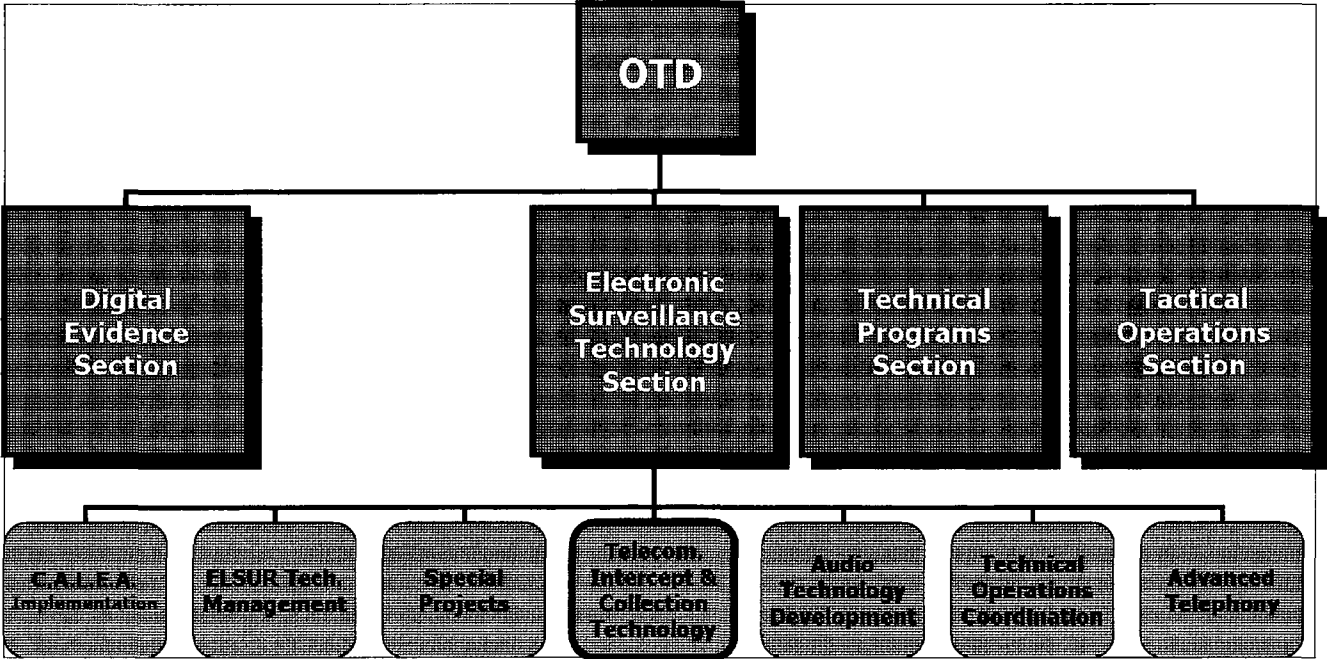 OTD
Digital
Evidence
Section
Electronic
Surveillance
Technology
Section
Technical
Programs
Section
Tactical
Operations
Section
C.A.L.E.A.
Implementation
ELSUR Tech.
Management
Special
Projects
Telecom.
Intercept &
Collection
Technology
Audio
Technology
Development
Technical
Operations
Coordination
Advanced
Telephony